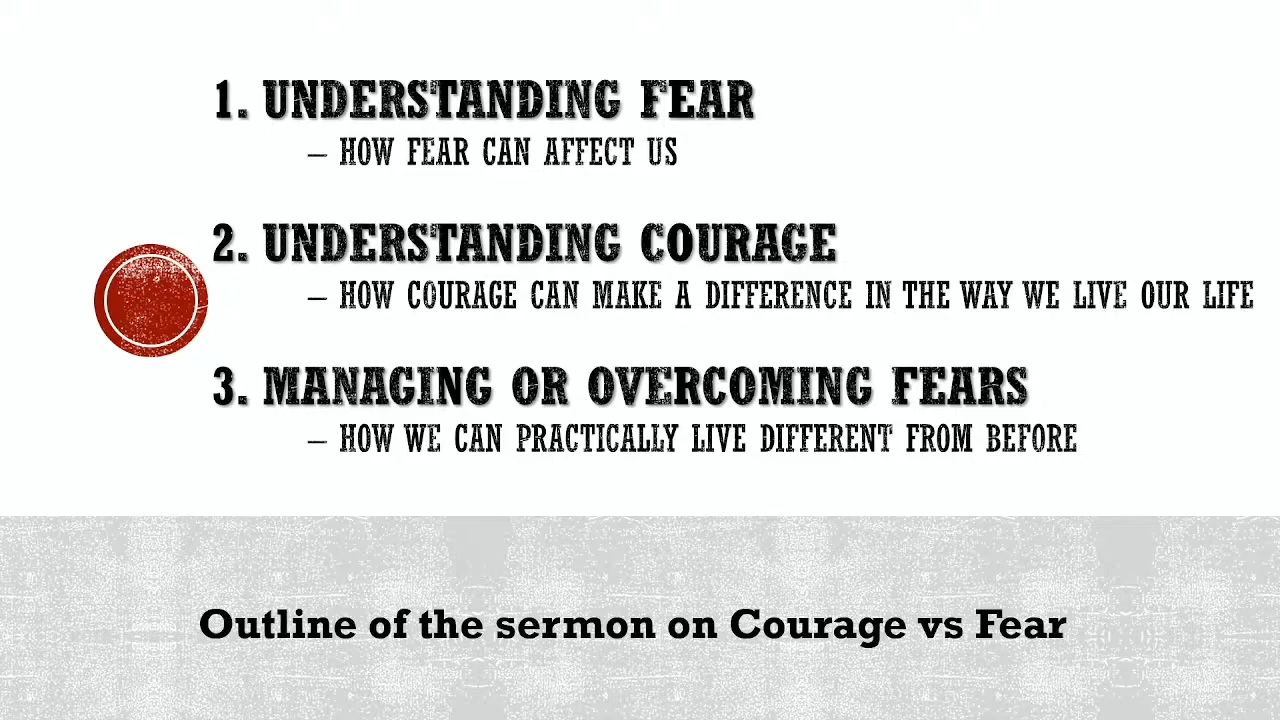 1. UNDERSTANDING FEAR
– HOW FEAR CAN AFFECT US
2. UNDERSTANDING COURAGE
– HOW COURAGE CAN MAKE A DIFFERENCE IN THE WAY WE LIVE OUR LIFE
3. MANAGING OR OVERCOMING FEARS
– HOW WE CAN PRACTICALLY LIVE DIFFERENT FROM BEFORE
Outline of the sermon on Courage vs Fear